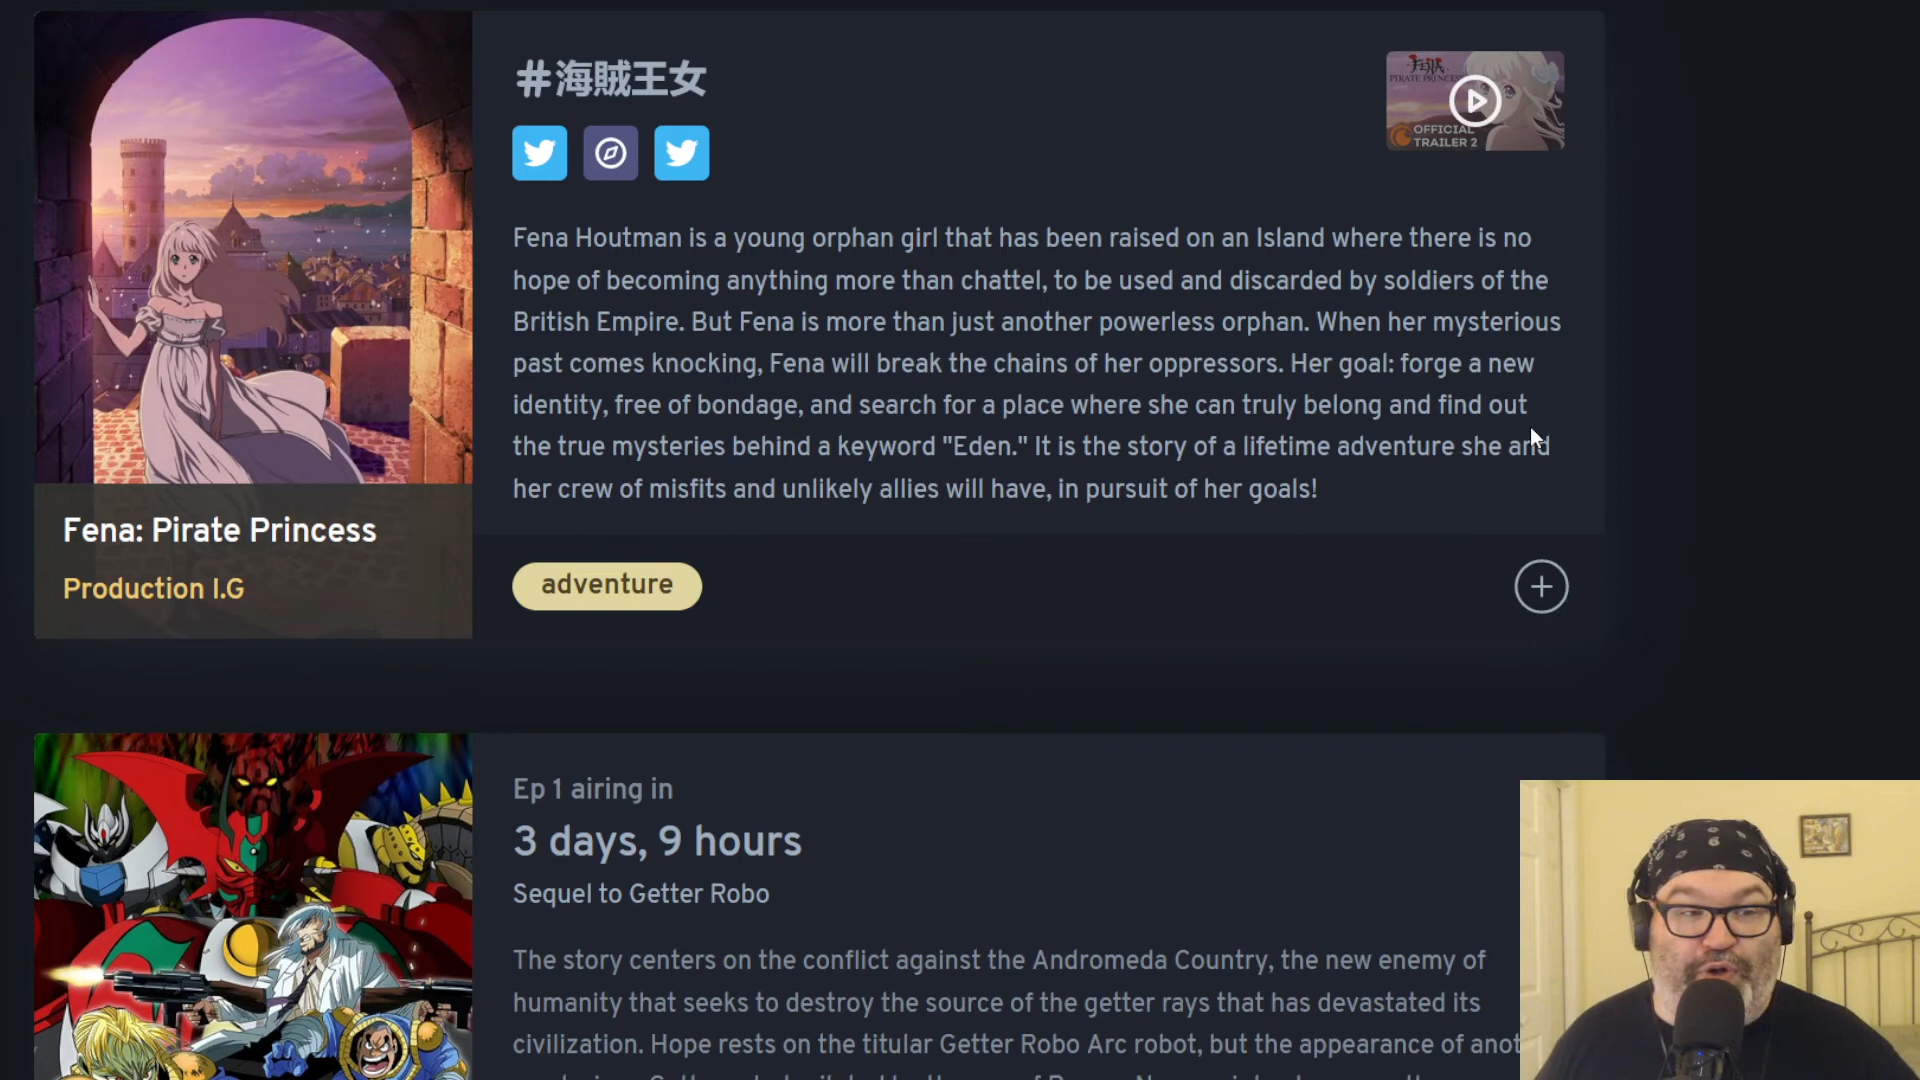 #海賊王女
FENA
PIRATE PRINCESS
OFFICIAL
TRAILER 2
Fena Houtman is a young orphan girl that has been raised on an Island where there is no
hope of becoming anything more than chattel, to be used and discarded by soldiers of the
British Empire. But Fena is more than just another powerless orphan. When her mysterious
past comes knocking, Fena will break the chains of her oppressors. Her goal: forge a new
identity, free of bondage, and search for a place where she can truly belong and find out
the true mysteries behind a keyword "Eden." It is the story of a lifetime adventure she and
her crew of misfits and unlikely allies will have, in pursuit of her goals!
Fena: Pirate Princess
Production I.G
adventure
Ep 1 airing in
3 days, 9 hours
Sequel to Getter Robo
The story centers on the conflict against the Andromeda Country, the new enemy of
humanity that seeks to destroy the source of the getter rays that has devastated its
civilization. Hope rests on the titular Getter Robo Arc robot, but the appearance of anot